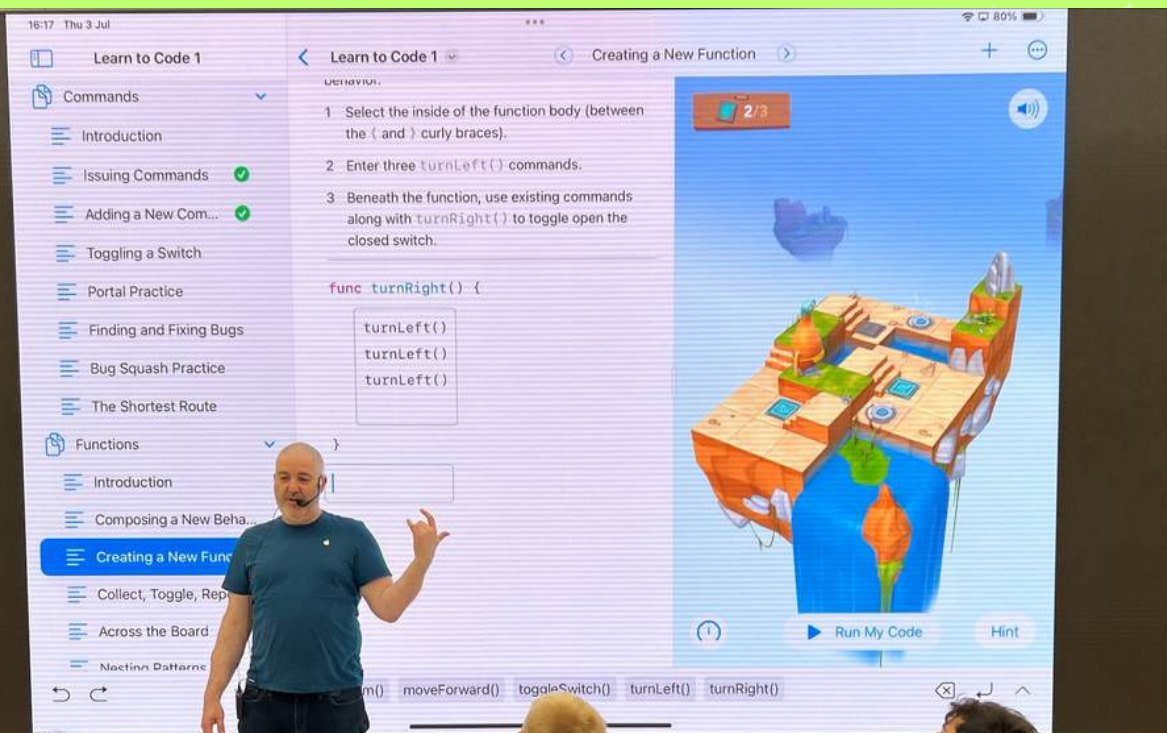 16:17 Thu 3 Jul
80%
Learn to Code 1
Commands
Introduction
Issuing Commands
Adding a New Com...
Toggling a Switch
Portal Practice
Finding and Fixing Bugs
Bug Squash Practice
The Shortest Route
Functions
Introduction
Composing a New Beha...
Creating a New Func
Collect, Toggle, Rep
Across the Board
Nesting Patterns
Learn to Code 1
Creating a New Function
behavior.
1 Select the inside of the function body (between
the { and } curly braces).
2 Enter three turnLeft() commands.
3 Beneath the function, use existing commands
along with turnRight() to toggle open the
closed switch.
func turnRight() {
turnLeft()
turnLeft()
turnLeft()
}
2/3
Run My Code
Hint
m() moveForward() toggleSwitch() turnLeft() turnRight()